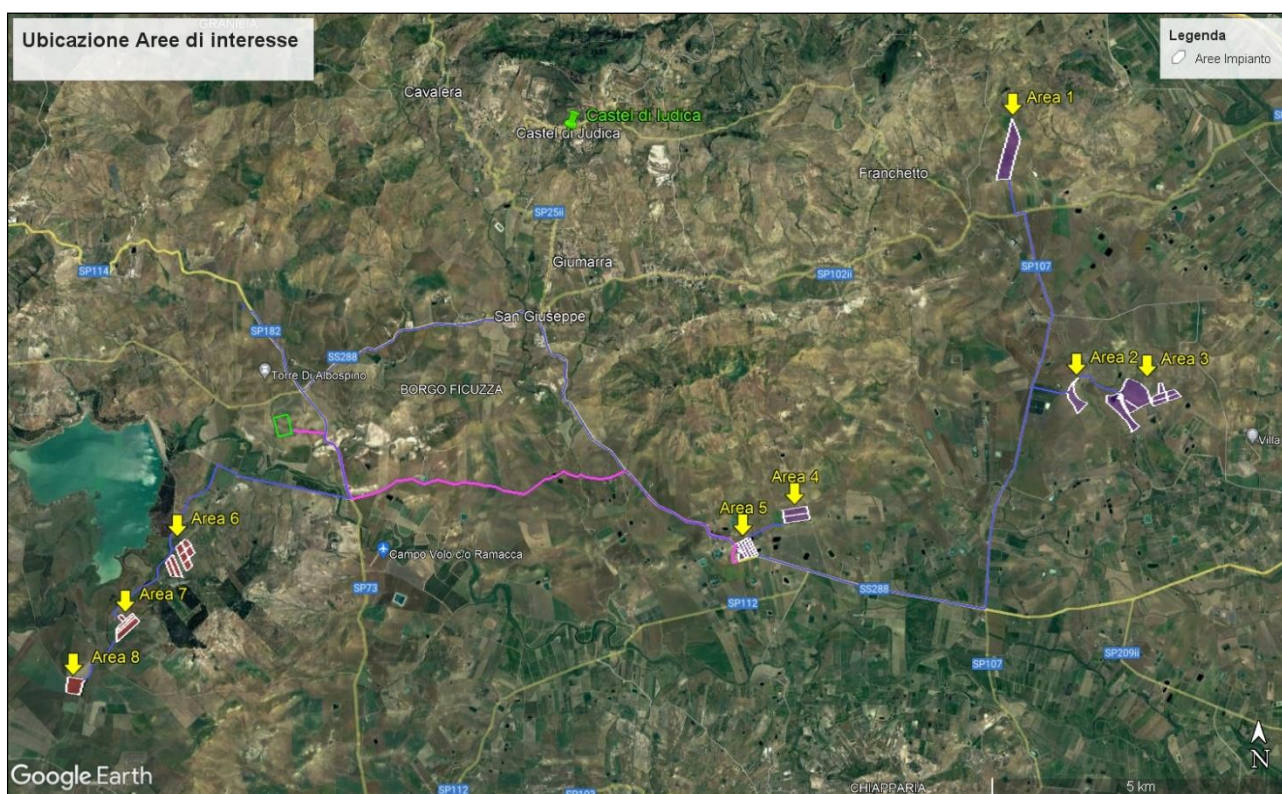 Ubicazione Aree di interesse
GRANILIA
Legenda
Aree Impianto
Cavalera
Area 1
Castel di Iudica
Castel di Judica
Franchetto
SP25ii
SP114
Giumarra
SP102ii
SP107
San Giuseppe
SP182
SS288
Torre Di Albospino
BORGO FICUZZA
Area 2
Area 3
Villa
Area 4
Area 5
Area 6
Campo Volo c/o Ramacca
SP73
Area 7
SS288
SP112
Area 8
SP107
SP209ii
N
Google Earth
SP112
SP103
CHIAPPARIA
5 km